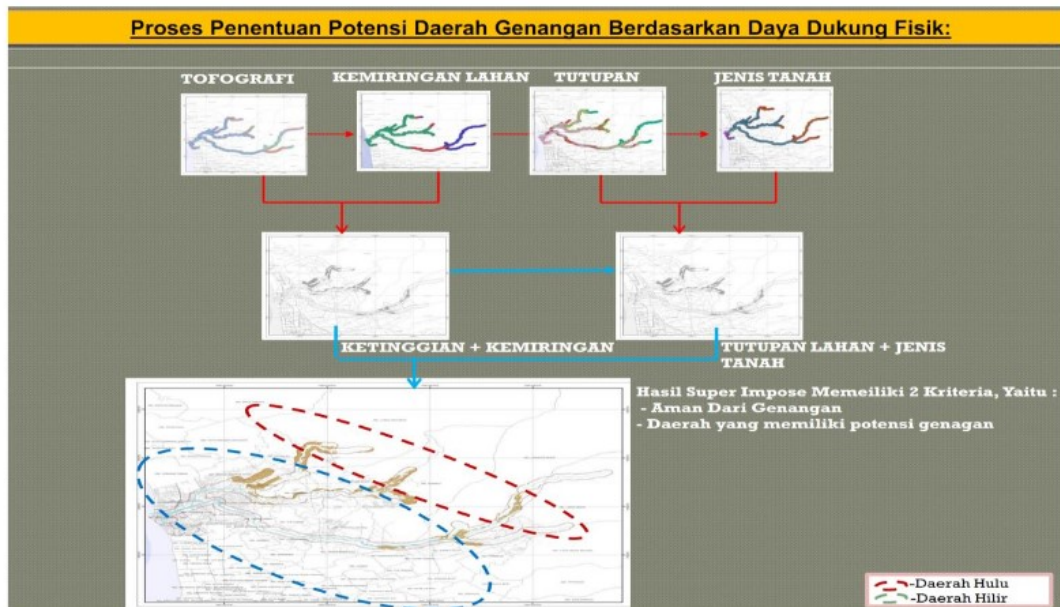 Proses Penentuan Potensi Daerah Genangan Berdasarkan Daya Dukung Fisik:
TOFOGRAFI
KEMIRINGAN LAHAN
TUTUPAN
JENIS TANAH
KETINGGIAN + KEMIRINGAN
TUTUPAN LAHAN + JENIS
TANAH
Hasil Super Impose Memeiliki 2 Kriteria, Yaitu :
- Aman Dari Genangan
- Daerah yang memiliki potensi genagan
-Daerah Hulu
-Daerah Hilir